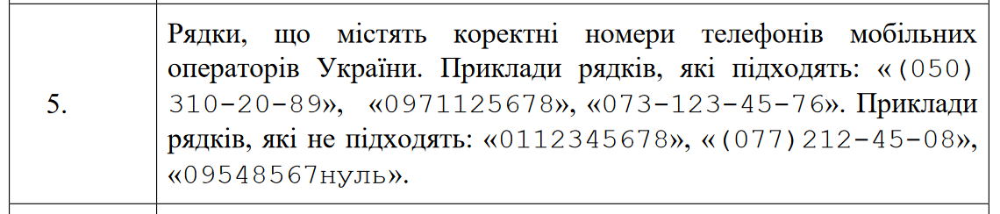 5.
Рядки, що містять коректні номери телефонів мобільних
операторів України. Приклади рядків, які підходять: «(050)
310-20-89», «0971125678», «073-123-45-76». Приклади
рядків, які не підходять: «0112345678», «(077)212-45-08»,
«09548567нуль».